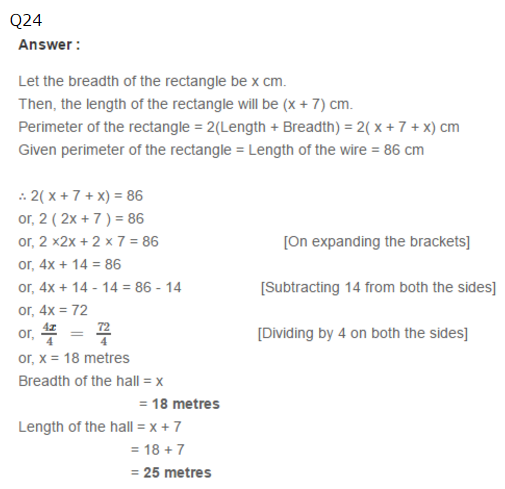 Q24
Answer :
Let the breadth of the rectangle be x cm.
Then, the length of the rectangle will be (x + 7) cm.
Perimeter of the rectangle = 2(Length + Breadth) = 2( x + 7 + x) cm
Given perimeter of the rectangle = Length of the wire = 86 cm
∴ 2( x + 7 + x) = 86
or, 2 ( 2x + 7 ) = 86
or, 2 ×2x + 2 × 7 = 86 [On expanding the brackets]
or, 4x + 14 = 86
or, 4x + 14 - 14 = 86 - 14 [Subtracting 14 from both the sides]
or, 4x = 72
or, 4x/4 = 72/4 [Dividing by 4 on both the sides]
or, x = 18 metres
Breadth of the hall = x
= 18 metres
Length of the hall = x + 7
= 18 + 7
= 25 metres